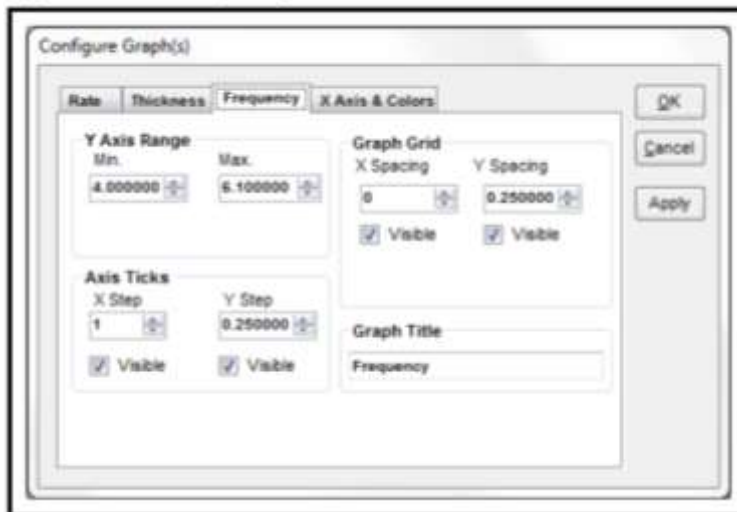 Configure Graph(s)
Rate Thickness Frequency X Axis & Colors
OK
Cancel
Apply
Y Axis Range
Min. Max.
4.000000 6.100000
Graph Grid
X Spacing Y Spacing
0 0.250000
Visible Visible
Axis Ticks
X Step Y Step
1 0.250000
Visible Visible
Graph Title
Frequency